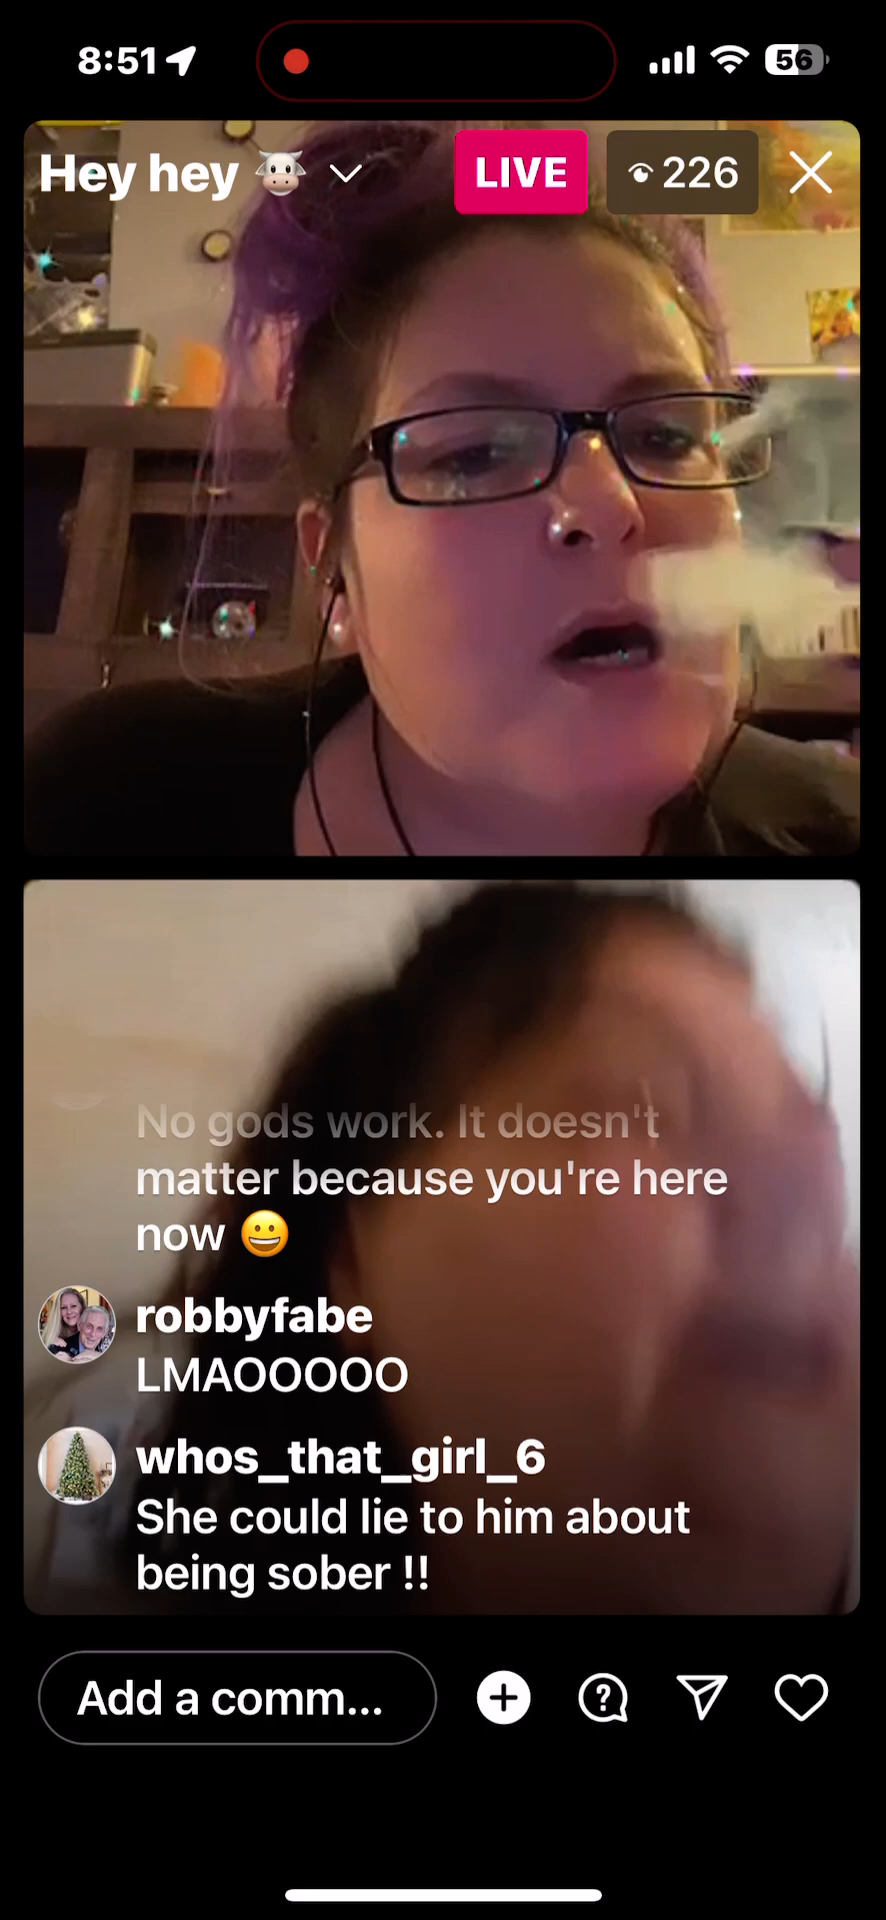 8:51
56
Hey hey 🐮
LIVE
226
No gods work. It doesn't
matter because you're here
now 😀
robbyfabe
LMAOOOOO
whos_that_girl_6
She could lie to him about
being sober !!
Add a comm...